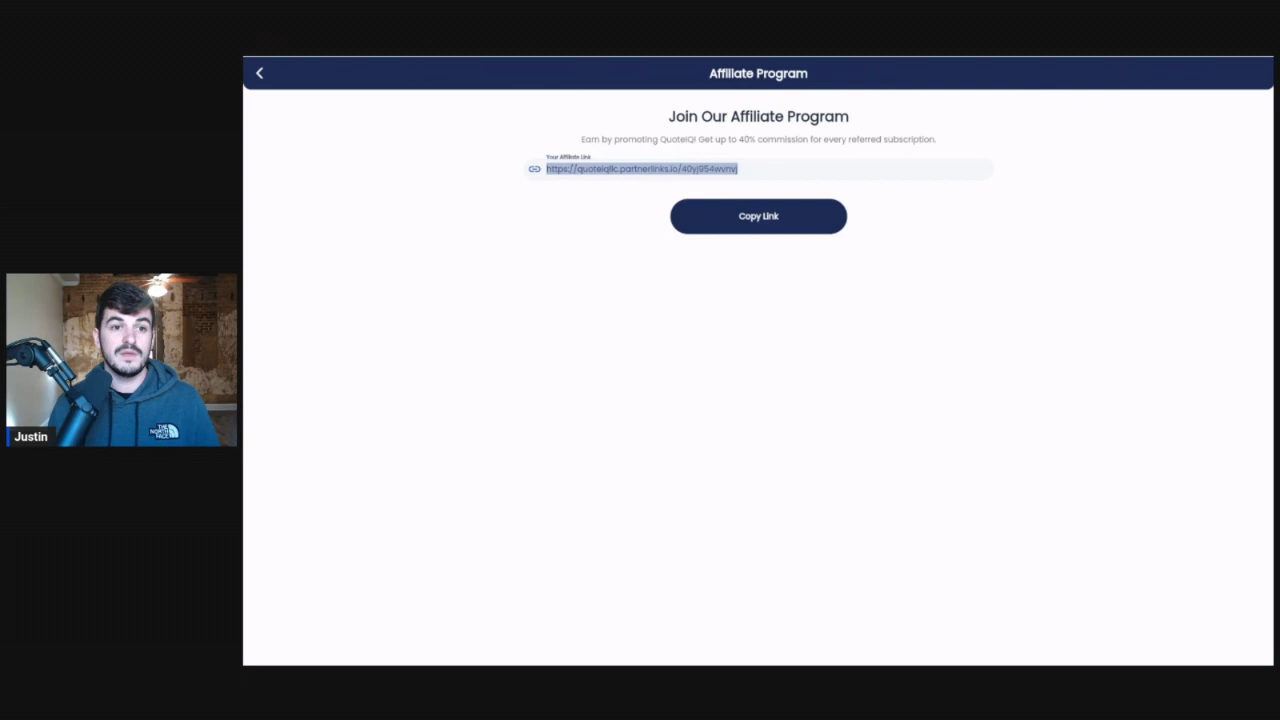 Affiliate Program
Join Our Affiliate Program
Earn by promoting QuoteIQ! Get up to 40% commission for every referred subscription.
Your Affiliate Link
https://quoteiqllc.partnerlinks.io/40yj954wvnvj
Copy Link
THE
NORTH
FACE
Justin